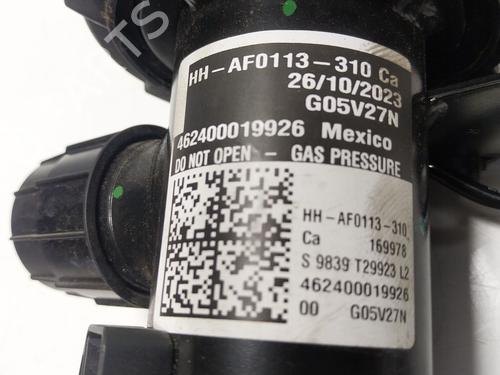 HH-AF0113-310 Ca
26/10/2023
G05V27N
462400019926 Mexico
DO NOT OPEN - GAS PRESSURE
HH-AF0113-310
Ca 169978
S 9839 T29923 L2
462400019926
00 G05V27N